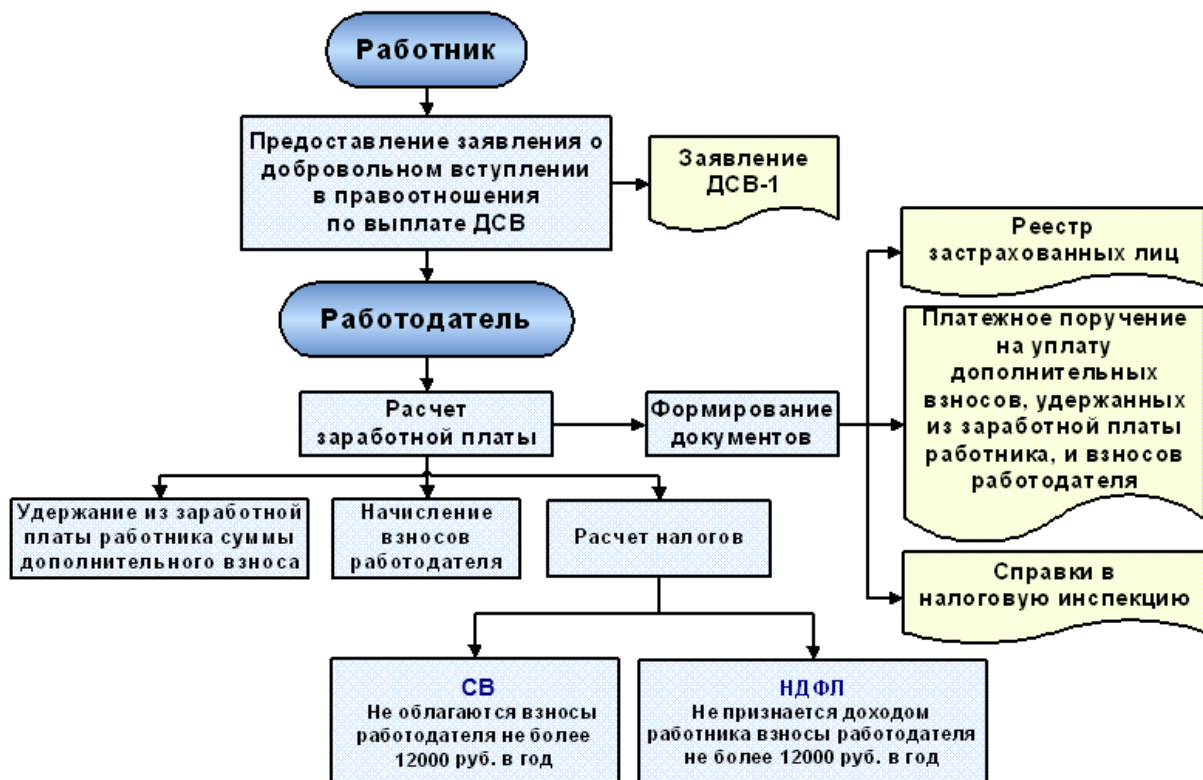 Работник
Предоставление заявления о
добровольном вступлении
в правоотношения
по выплате ДСВ
Заявление
ДСВ-1
Работодатель
Расчет
заработной платы
Формирование
документов
Реестр
застрахованных лиц
Платежное поручение
на уплату
дополнительных
взносов, удержанных
из заработной платы
работника, и взносов
работодателя
Справки в
налоговую инспекцию
Удержание из заработной
платы работника суммы
дополнительного взноса
Начисление
взносов
работодателя
Расчет налогов
СВ
Не облагаются взносы
работодателя не более
12000 руб. в год
НДФЛ
Не признается доходом
работника взносы работодателя
не более 12000 руб. в год